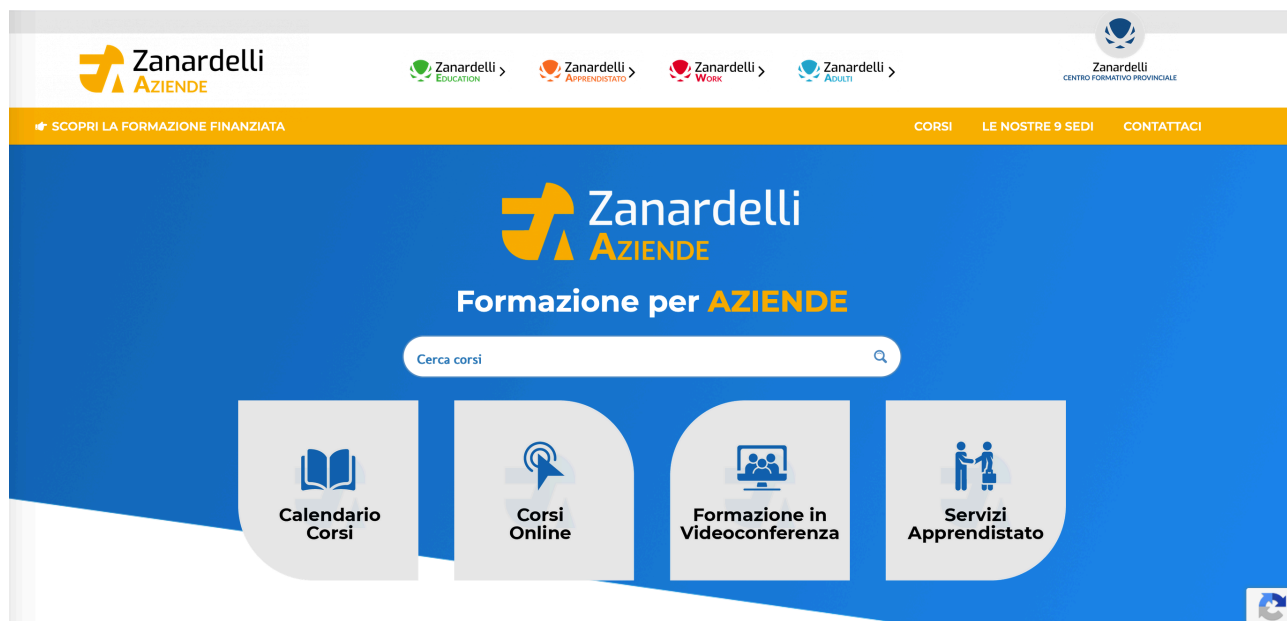 Zanardelli
AZIENDE
Zanardelli
EDUCATION
Zanardelli
APPRENDISTATO
Zanardelli
WORK
Zanardelli
ADULTI
Zanardelli
CENTRO FORMATIVO PROVINCIALE
SCOPRI LA FORMAZIONE FINANZIATA
CORSI
LE NOSTRE 9 SEDI
CONTATTACI
Zanardelli
AZIENDE
Formazione per AZIENDE
Cerca corsi
Calendario
Corsi
Corsi
Online
Formazione in
Videoconferenza
Servizi
Apprendistato